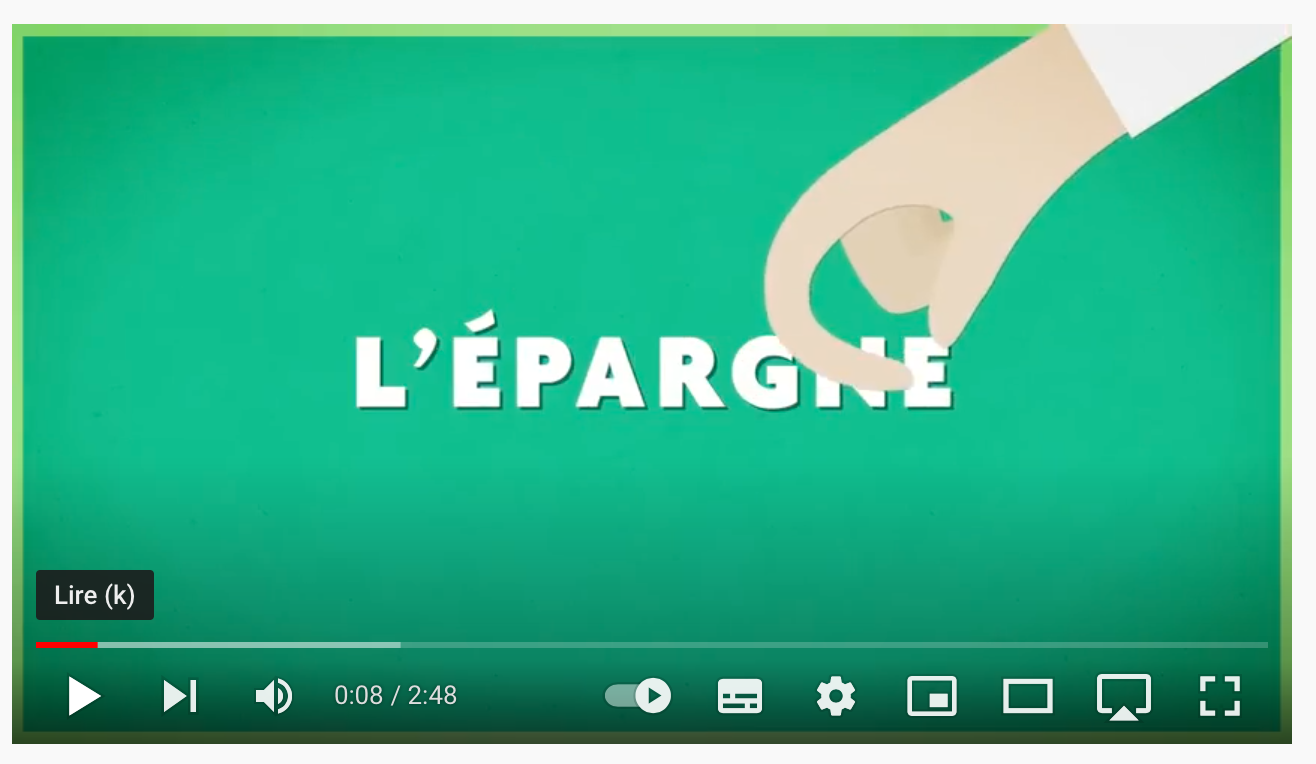 L'ÉPARGNE
Lire (k)
0:08 / 2:48